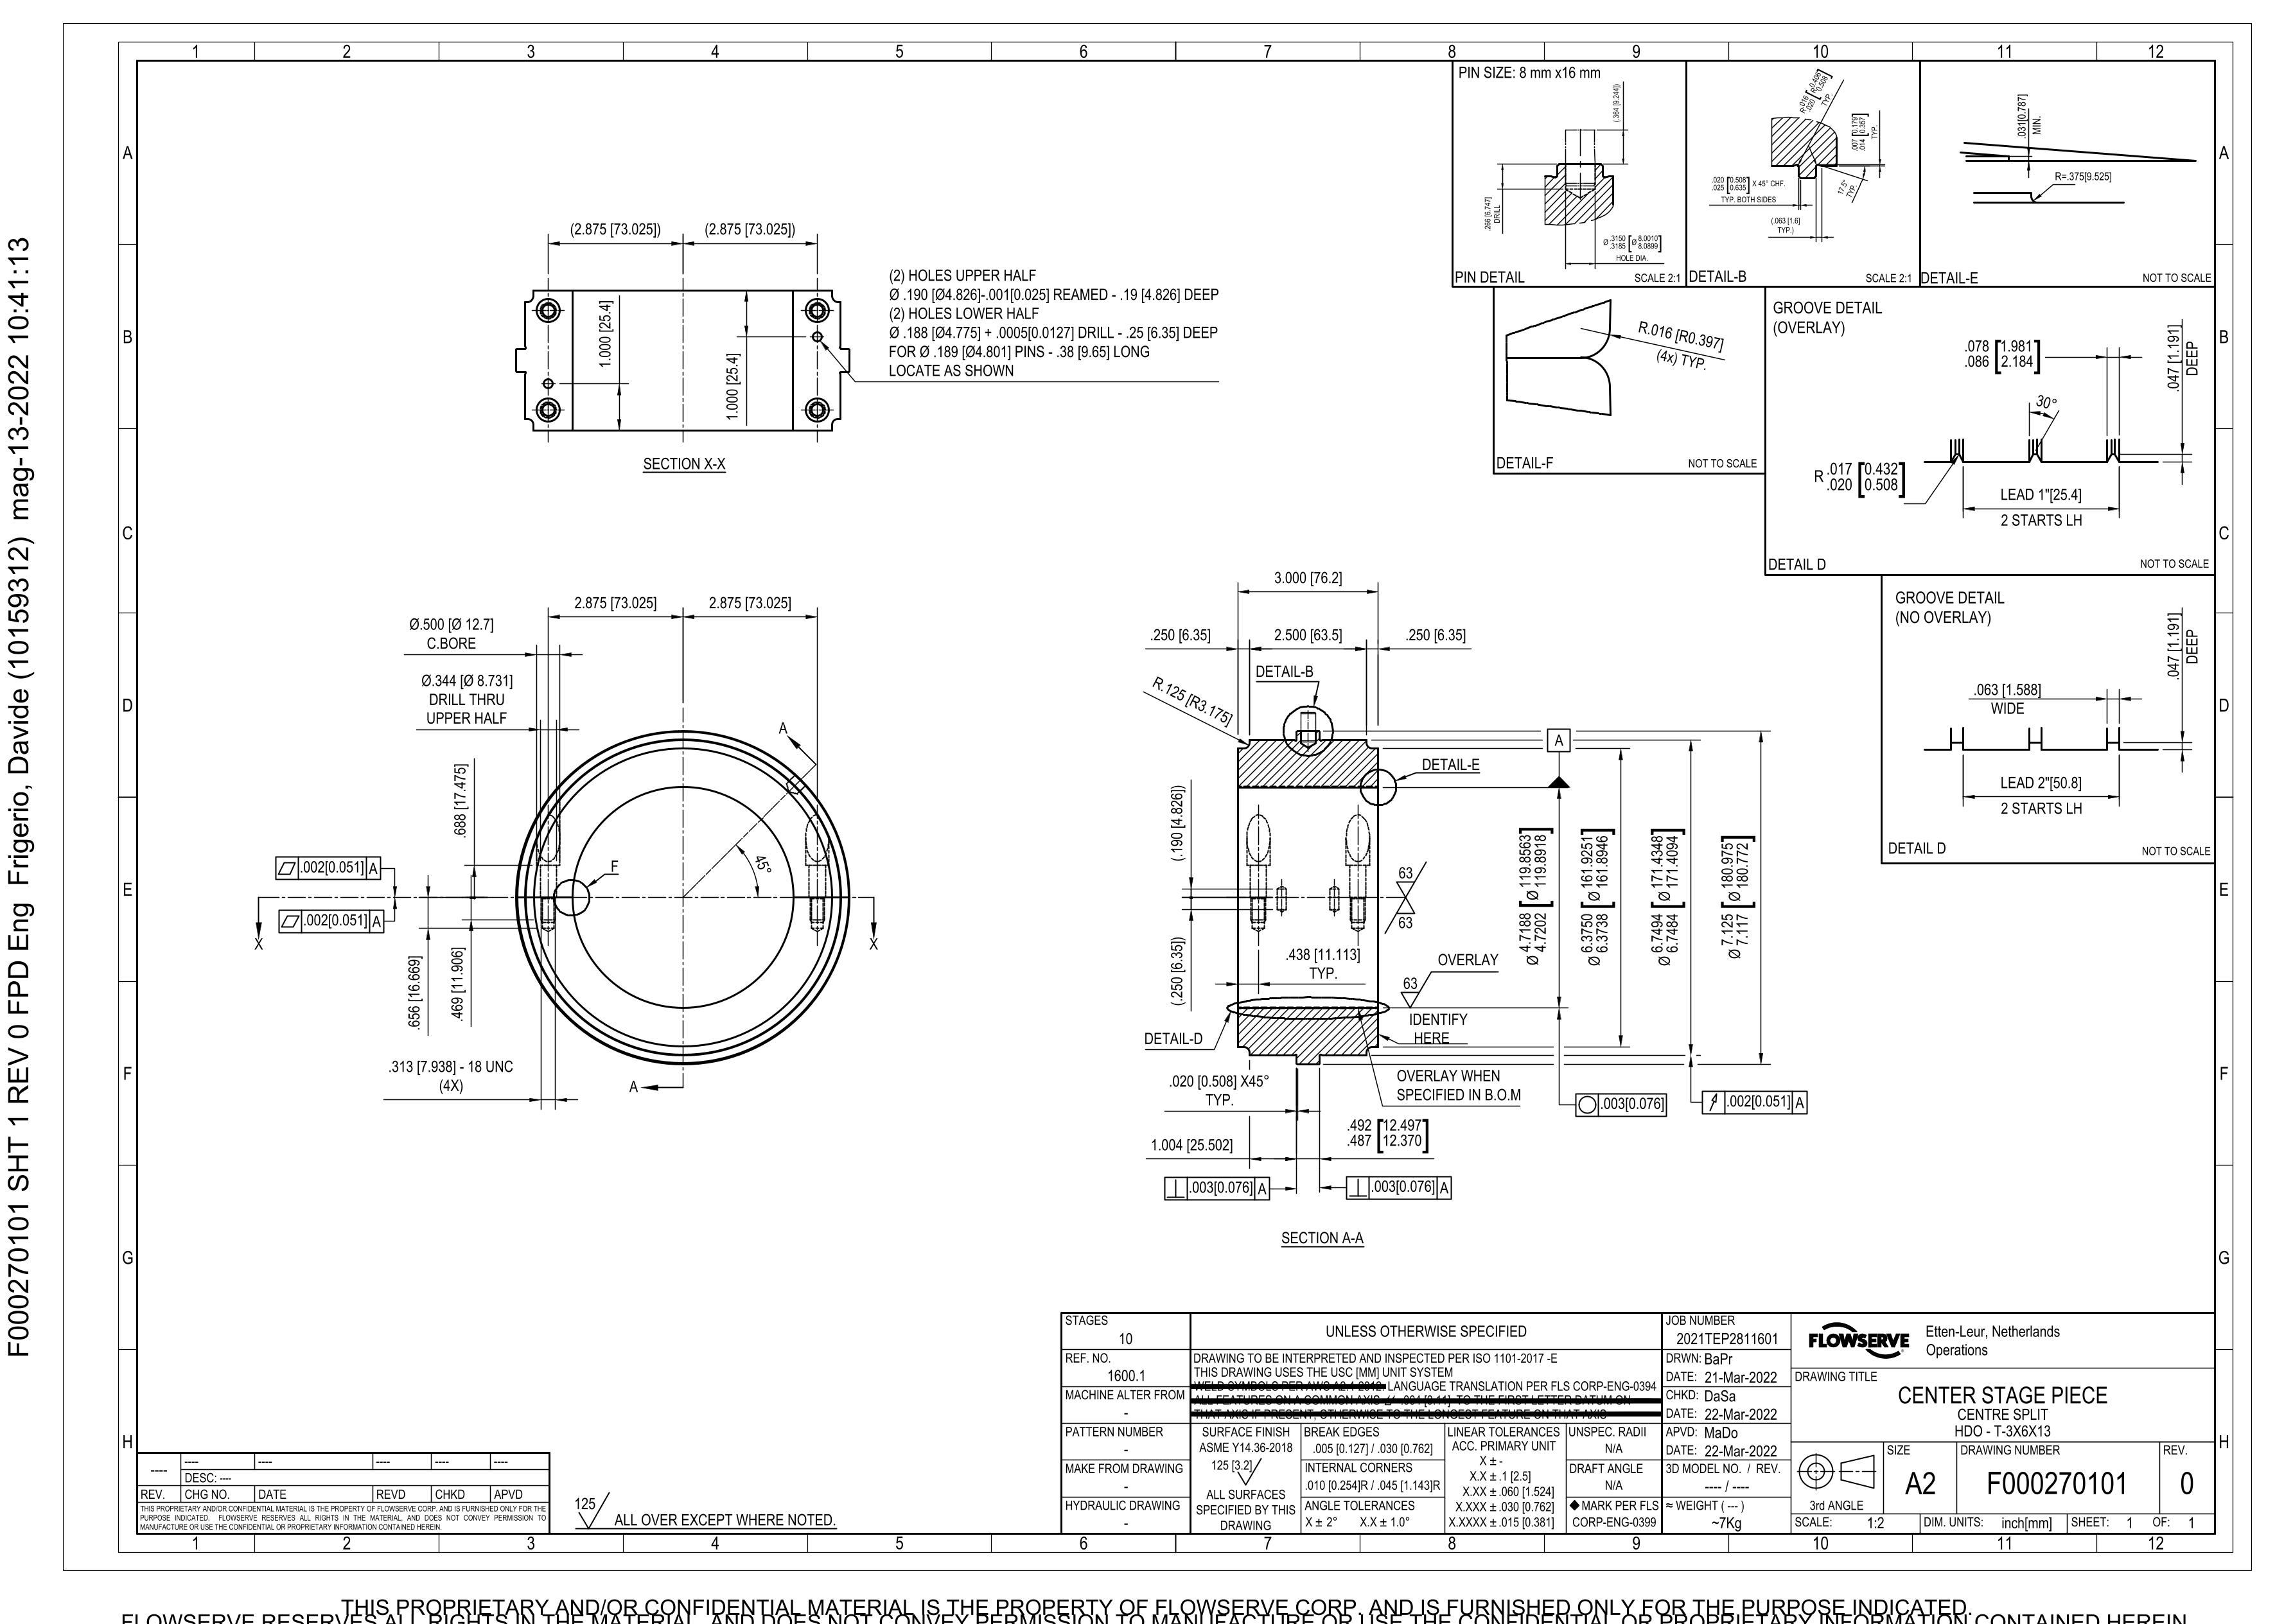 F000270101 SHT 1 REV 0 FPD Eng Frigerio, Davide (10159312) mag-13-2022 10:41:13
1 2 3 4 5 6 7 8 9 10 11 12
A
B
C
D
E
F
G
H
(2.875 [73.025]) (2.875 [73.025])
1.000 [25.4]
1.000 [25.4]
(2) HOLES UPPER HALF
Ø .190 [Ø4.826]-.001[0.025] REAMED - .19 [4.826] DEEP
(2) HOLES LOWER HALF
Ø .188 [Ø4.775] + .0005[0.0127] DRILL - .25 [6.35] DEEP
FOR Ø .189 [Ø4.801] PINS - .38 [9.65] LONG
LOCATE AS SHOWN
SECTION X-X
PIN SIZE: 8 mm x16 mm
(.364 [9.244])
.266 [6.747]
DRILL
Ø .3150 [Ø 8.0010]
.3185 [8.0899]
HOLE DIA.
PIN DETAIL SCALE 2:1
R .016 [R0.406]
.020 [0.508]
TYP.
.007 [0.179]
.014 [0.357]
TYP.
.020 [0.508] X 45° CHF.
.025 [0.635]
TYP. BOTH SIDES
17.5°
TYP.
(.063 [1.6]
TYP.)
DETAIL-B SCALE 2:1
.031[0.787]
MIN.
R=.375[9.525]
DETAIL-E NOT TO SCALE
R.016 [R0.397]
(4x) TYP.
DETAIL-F NOT TO SCALE
GROOVE DETAIL
(OVERLAY)
.078 [1.981]
.086 [2.184]
.047 [1.191]
DEEP
30°
R .017 [0.432]
.020 [0.508]
LEAD 1"[25.4]
2 STARTS LH
DETAIL D NOT TO SCALE
GROOVE DETAIL
(NO OVERLAY)
.047 [1.191]
DEEP
.063 [1.588]
WIDE
LEAD 2"[50.8]
2 STARTS LH
DETAIL D NOT TO SCALE
2.875 [73.025] 2.875 [73.025]
Ø.500 [Ø 12.7]
C.BORE
Ø.344 [Ø 8.731]
DRILL THRU
UPPER HALF
.688 [17.475]
A
45°
F
.002[0.051] A
.002[0.051] A
X X
.656 [16.669]
.469 [11.906]
.313 [7.938] - 18 UNC
(4X)
A
3.000 [76.2]
.250 [6.35] 2.500 [63.5] .250 [6.35]
DETAIL-B
R.125 [R3.175]
A
DETAIL-E
(.190 [4.826])
(.250 [6.35])
63
63
.438 [11.113]
TYP.
OVERLAY
63
IDENTIFY
HERE
DETAIL-D
OVERLAY WHEN
SPECIFIED IN B.O.M
Ø 4.7188 [Ø 119.8563]
4.7202 [Ø 119.8918]
Ø 6.3750 [Ø 161.9251]
6.3738 [Ø 161.8946]
Ø 6.7494 [Ø 171.4348]
6.7484 [Ø 171.4094]
Ø 7.125 [Ø 180.975]
7.117 [Ø 180.772]
.003[0.076]
.002[0.051] A
.020 [0.508] X45°
TYP.
.492 [12.497]
.487 [12.370]
1.004 [25.502]
.003[0.076] A
.003[0.076] A
SECTION A-A
STAGES
10
REF. NO.
1600.1
MACHINE ALTER FROM
-
PATTERN NUMBER
-
MAKE FROM DRAWING
-
HYDRAULIC DRAWING
-
UNLESS OTHERWISE SPECIFIED
DRAWING TO BE INTERPRETED AND INSPECTED PER ISO 1101-2017 -E
THIS DRAWING USES THE USC [MM] UNIT SYSTEM
WELD SYMBOLS PER AWS A2.4-2012. LANGUAGE TRANSLATION PER FLS CORP-ENG-0394
ALL FEATURES ON A COMMON AXIS .004 [0.11] TO THE FIRST LETTER DATUM ON
THAT AXIS IF PRESENT, OTHERWISE TO THE LONGEST FEATURE ON THAT AXIS
SURFACE FINISH
ASME Y14.36-2018
125 [3.2]
ALL SURFACES
SPECIFIED BY THIS
DRAWING
BREAK EDGES
.005 [0.127] / .030 [0.762]
INTERNAL CORNERS
.010 [0.254]R / .045 [1.143]R
ANGLE TOLERANCES
X ± 2° X.X ± 1.0°
LINEAR TOLERANCES
ACC. PRIMARY UNIT
X ± -
X.X ± .1 [2.5]
X.XX ± .060 [1.524]
X.XXX ± .030 [0.762]
X.XXXX ± .015 [0.381]
UNSPEC. RADII
N/A
DRAFT ANGLE
N/A
◆ MARK PER FLS
CORP-ENG-0399
JOB NUMBER
2021TEP2811601
DRWN: BaPr
DATE: 21-Mar-2022
CHKD: DaSa
DATE: 22-Mar-2022
APVD: MaDo
DATE: 22-Mar-2022
3D MODEL NO. / REV.
---- / ----
≈ WEIGHT ( --- )
~7Kg
FLOWSERVE
Etten-Leur, Netherlands
Operations
DRAWING TITLE
CENTER STAGE PIECE
CENTRE SPLIT
HDO - T-3X6X13
3rd ANGLE
SIZE
A2
DRAWING NUMBER
F000270101
REV.
0
SCALE: 1:2
DIM. UNITS: inch[mm]
SHEET: 1 OF: 1
---- ---- ---- ---- ---- ----
DESC: ----
REV. CHG NO. DATE REVD CHKD APVD
THIS PROPRIETARY AND/OR CONFIDENTIAL MATERIAL IS THE PROPERTY OF FLOWSERVE CORP. AND IS FURNISHED ONLY FOR THE
PURPOSE INDICATED. FLOWSERVE RESERVES ALL RIGHTS IN THE MATERIAL, AND DOES NOT CONVEY PERMISSION TO
MANUFACTURE OR USE THE CONFIDENTIAL OR PROPRIETARY INFORMATION CONTAINED HEREIN.
125
ALL OVER EXCEPT WHERE NOTED.
1 2 3 4 5 6 7 8 9 10 11 12
THIS PROPRIETARY AND/OR CONFIDENTIAL MATERIAL IS THE PROPERTY OF FLOWSERVE CORP. AND IS FURNISHED ONLY FOR THE PURPOSE INDICATED.
FLOWSERVE RESERVES ALL RIGHTS IN THE MATERIAL, AND DOES NOT CONVEY PERMISSION TO MANUFACTURE OR USE THE CONFIDENTIAL OR PROPRIETARY INFORMATION CONTAINED HEREIN.